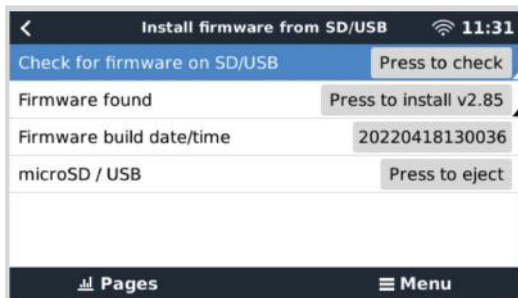 Install firmware from SD/USB 11:31
Check for firmware on SD/USB Press to check
Firmware found Press to install v2.85
Firmware build date/time 20220418130036
microSD / USB Press to eject
Pages Menu